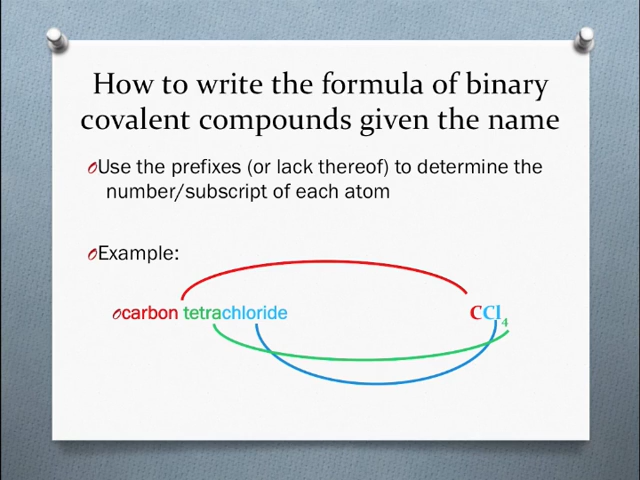 How to write the formula of binary
covalent compounds given the name
Use the prefixes (or lack thereof) to determine the
number/subscript of each atom
Example:
carbon tetrachloride CCl₄